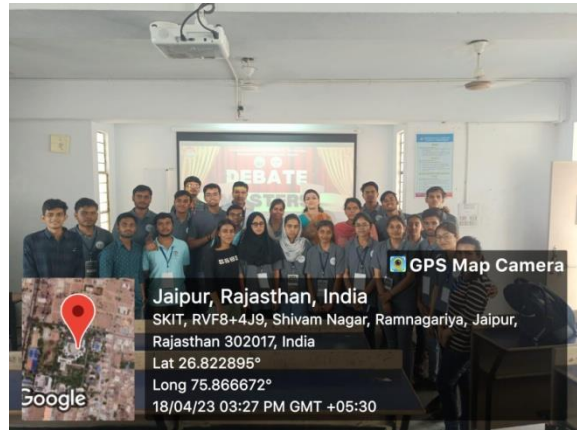 DEBATE
GPS Map Camera
Jaipur, Rajasthan, India
SKIT, RVF8+4J9, Shivam Nagar, Ramnagariya, Jaipur,
Rajasthan 302017, India
Lat 26.822895°
Long 75.866672°
18/04/23 03:27 PM GMT +05:30
Google